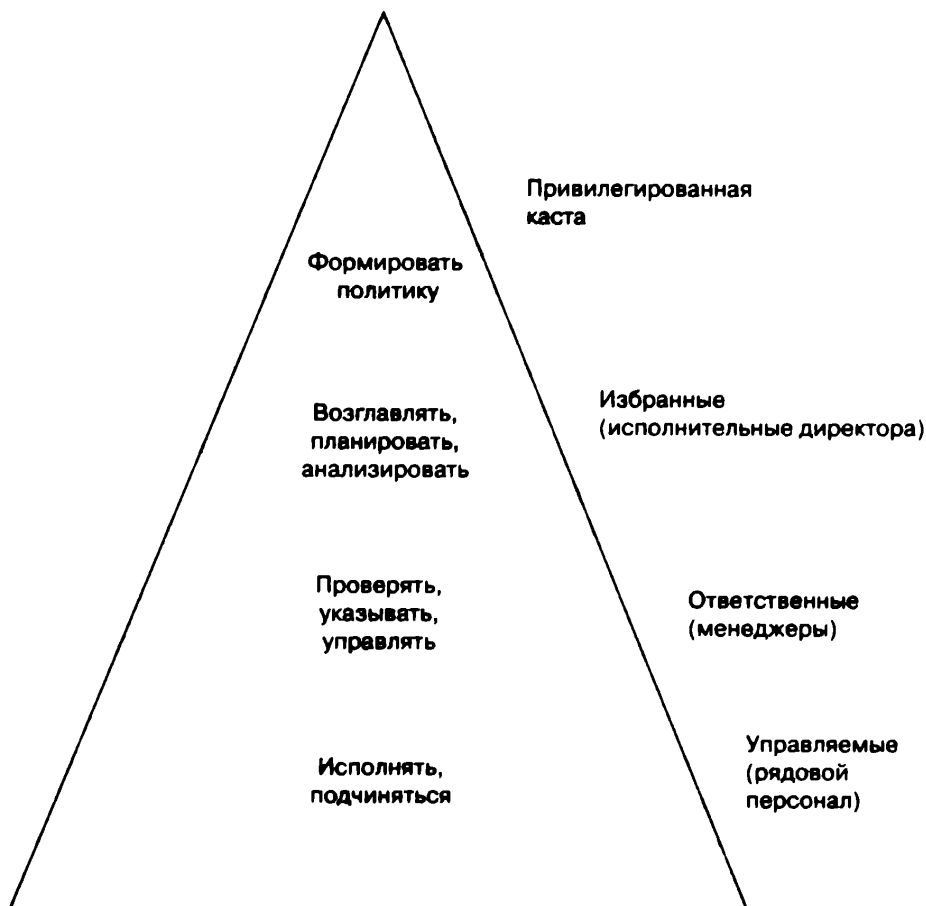 Привилегированная
каста
Формировать
политику
Избранные
(исполнительные директора)
Возглавлять,
планировать,
анализировать
Проверять,
указывать,
управлять
Ответственные
(менеджеры)
Управляемые
(рядовой
персонал)
Исполнять,
подчиняться